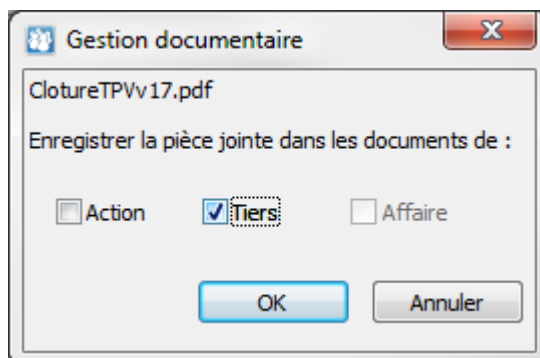 Gestion documentaire
ClotureTPVv17.pdf
Enregistrer la pièce jointe dans les documents de :
Action Tiers Affaire
OK Annuler